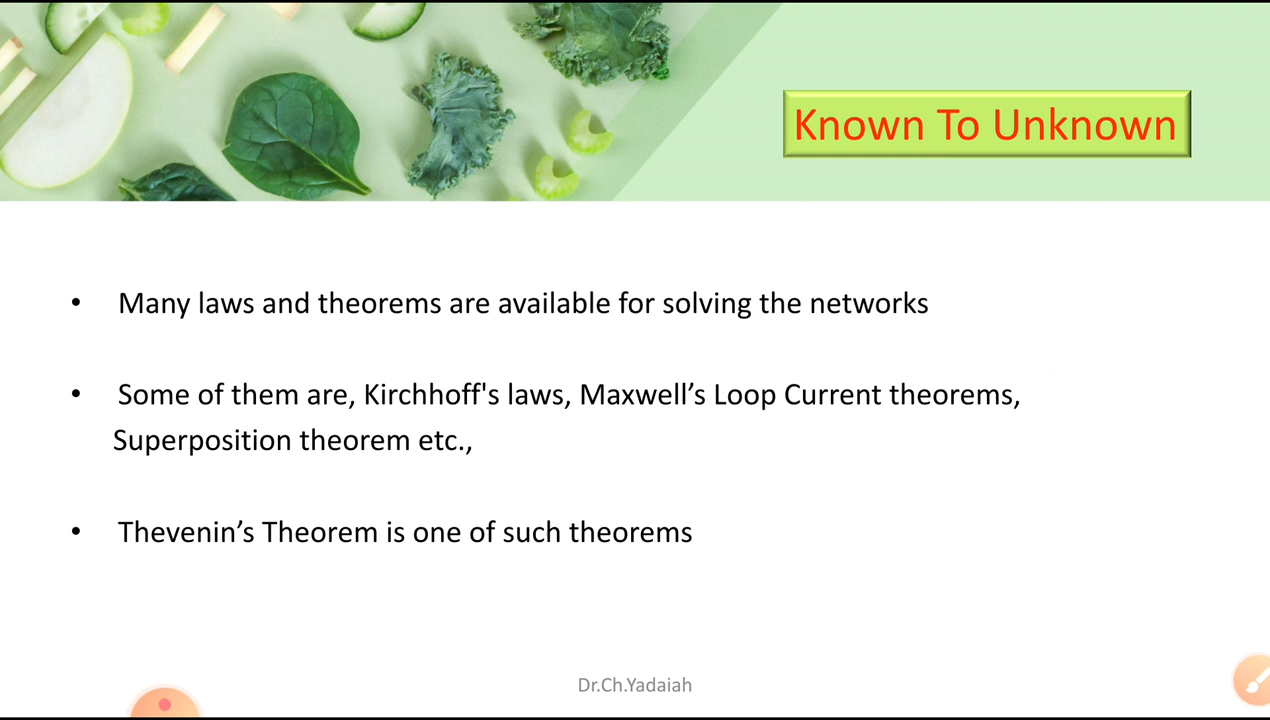 Known To Unknown
• Many laws and theorems are available for solving the networks
• Some of them are, Kirchhoff's laws, Maxwell’s Loop Current theorems,
Superposition theorem etc.,
• Thevenin’s Theorem is one of such theorems
Dr.Ch.Yadaiah